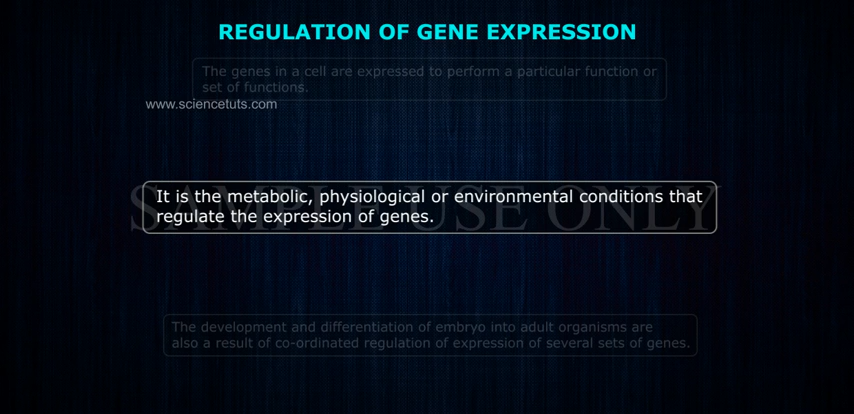 REGULATION OF GENE EXPRESSION
The genes in a cell are expressed to perform a particular function or
set of functions.
www.sciencetuts.com
SAMPLE USE ONLY
It is the metabolic, physiological or environmental conditions that
regulate the expression of genes.
The development and differentiation of embryo into adult organisms are
also a result of co-ordinated regulation of expression of several sets of genes.